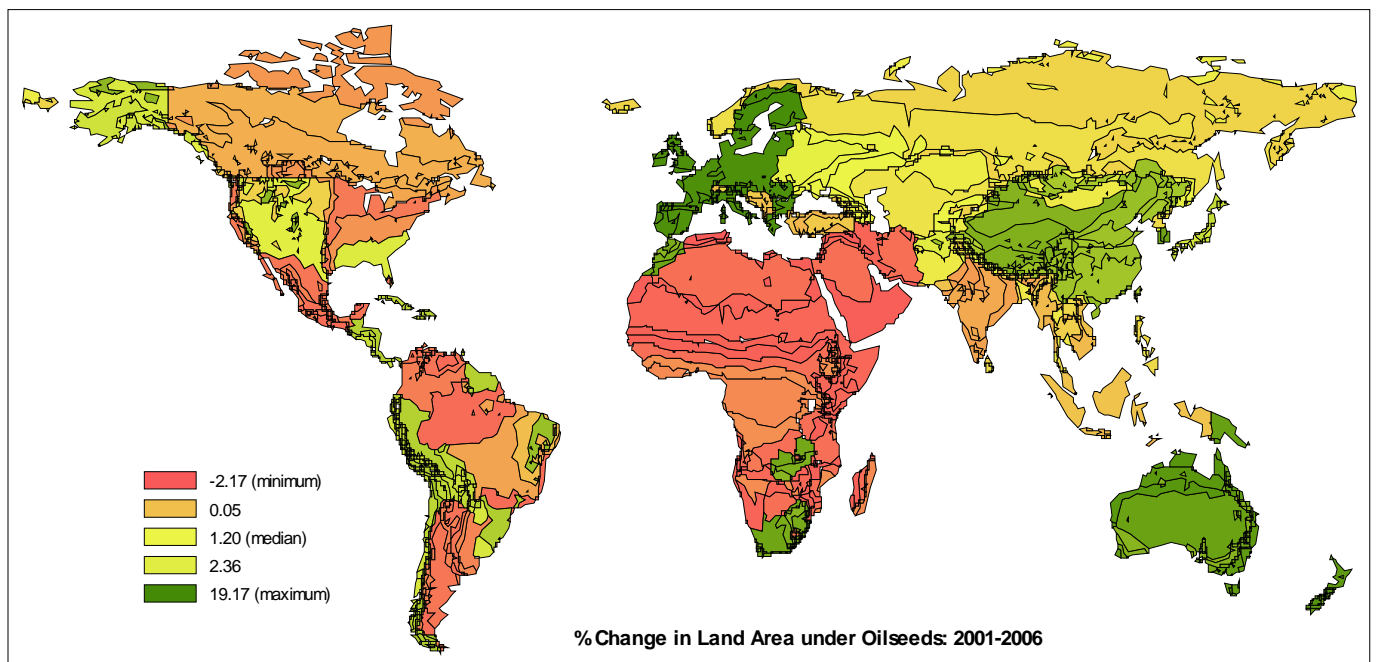 -2.17 (minimum)
0.05
1.20 (median)
2.36
19.17 (maximum)
% Change in Land Area under Oilseeds: 2001-2006